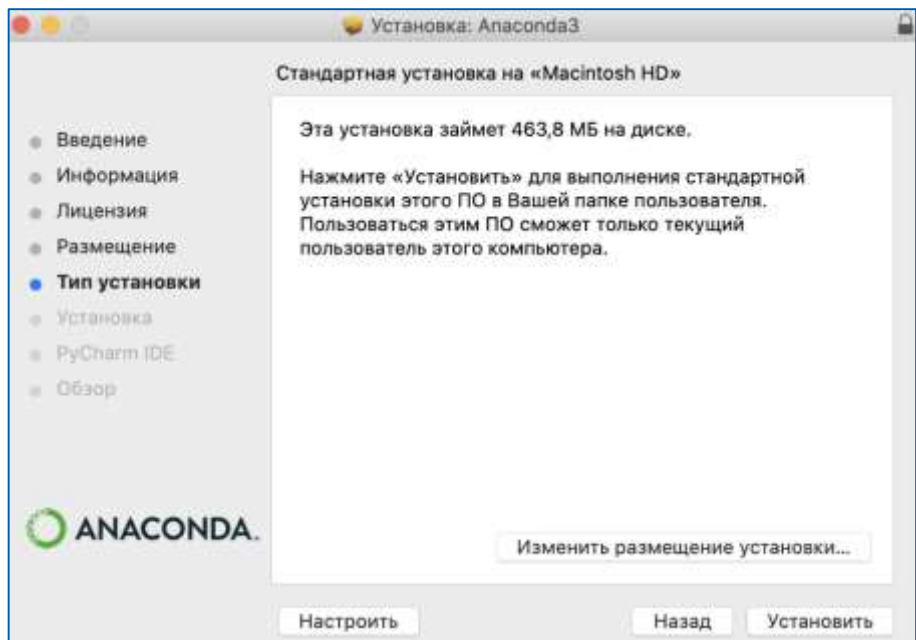 Установка: Anaconda3
Стандартная установка на «Macintosh HD»
Введение
Информация
Лицензия
Размещение
Тип установки
Установка
PyCharm IDE
Обзор
Эта установка займет 463,8 МБ на диске.
Нажмите «Установить» для выполнения стандартной
установки этого ПО в Вашей папке пользователя.
Пользоваться этим ПО сможет только текущий
пользователь этого компьютера.
ANACONDA.
Изменить размещение установки...
Настроить
Назад
Установить